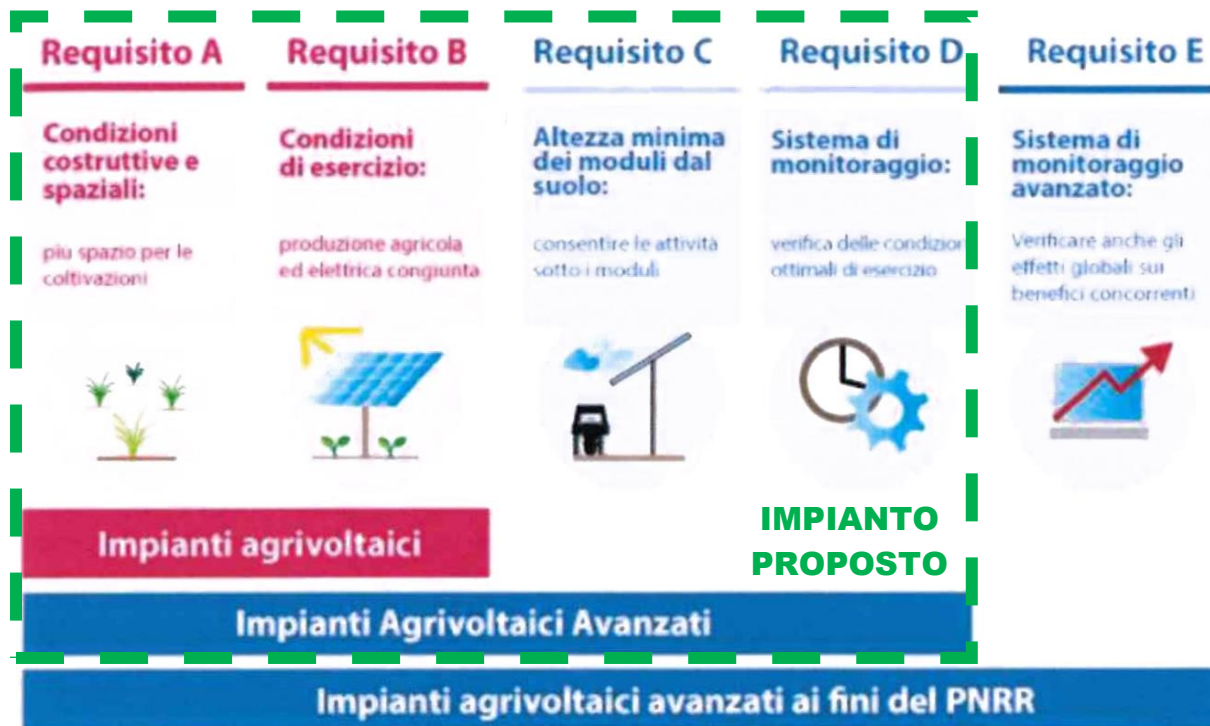 Requisito A
Condizioni
costruttive e
spaziali:
piu spazio per le
coltivazioni
Requisito B
Condizioni
di esercizio:
produzione agricola
ed elettrica congiunta
Requisito C
Altezza minima
dei moduli dal
suolo:
consentire le attività
sotto i moduli
Requisito D
Sistema di
monitoraggio:
verifica delle condizion
ottimali di esercizio
Requisito E
Sistema di
monitoraggio
avanzato:
Verificare anche gli
effetti globali sui
benefici concorrenti
IMPIANTO
PROPOSTO
Impianti agrivoltaici
Impianti Agrivoltaici Avanzati
Impianti agrivoltaici avanzati ai fini del PNRR